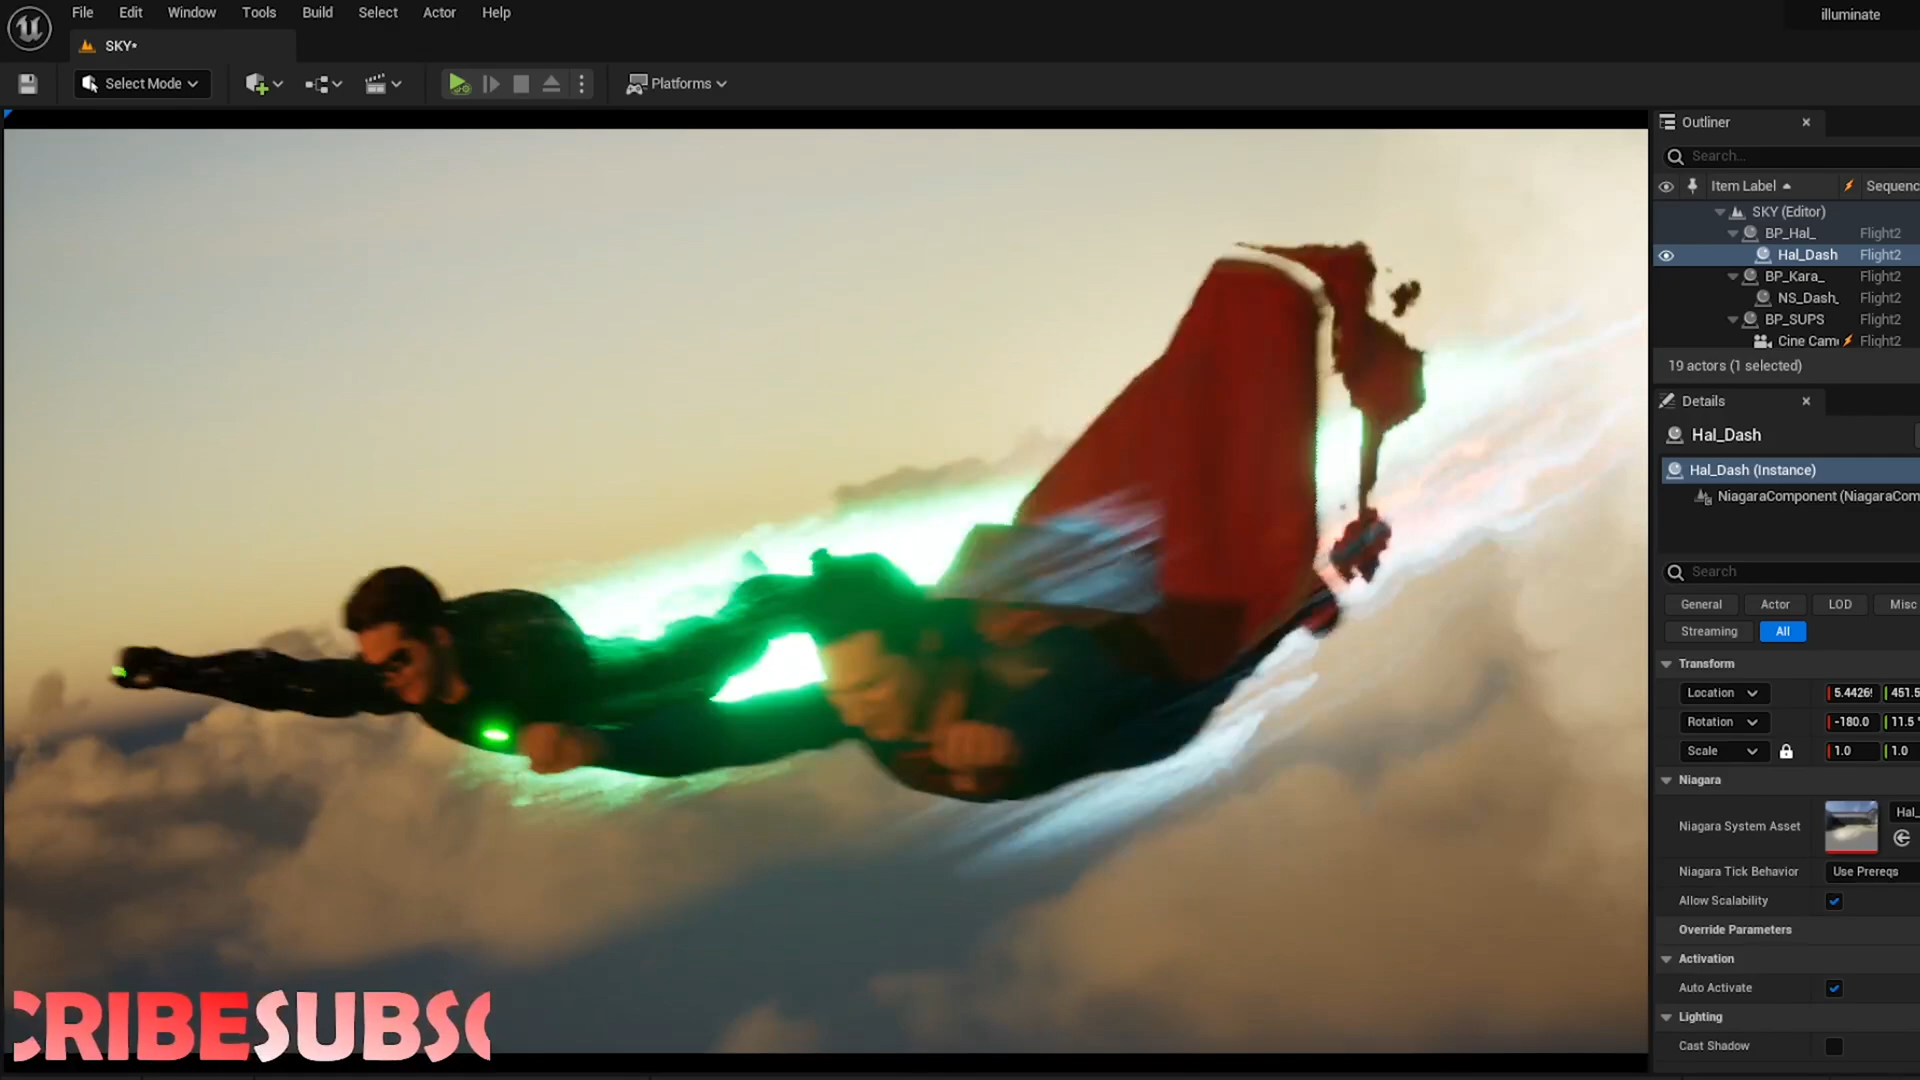 File Edit Window Tools Build Select Actor Help
illuminate
SKY*
Select Mode
Platforms
Outliner
Search...
Item Label Sequenc
SKY (Editor)
BP_Hal_ Flight2
Hal_Dash Flight2
BP_Kara_ Flight2
NS_Dash_ Flight2
BP_SUPS Flight2
Cine Cam Flight2
19 actors (1 selected)
Details
Hal_Dash
Hal_Dash (Instance)
NiagaraComponent (NiagaraCom
Search
General Actor LOD Misc
Streaming All
Transform
Location 5.4426 451.5
Rotation -180.0 11.5 °
Scale 1.0 1.0
Niagara
Niagara System Asset Hal_
Niagara Tick Behavior Use Prereqs
Allow Scalability
Override Parameters
Activation
Auto Activate
Lighting
Cast Shadow
CRIBESUBSC